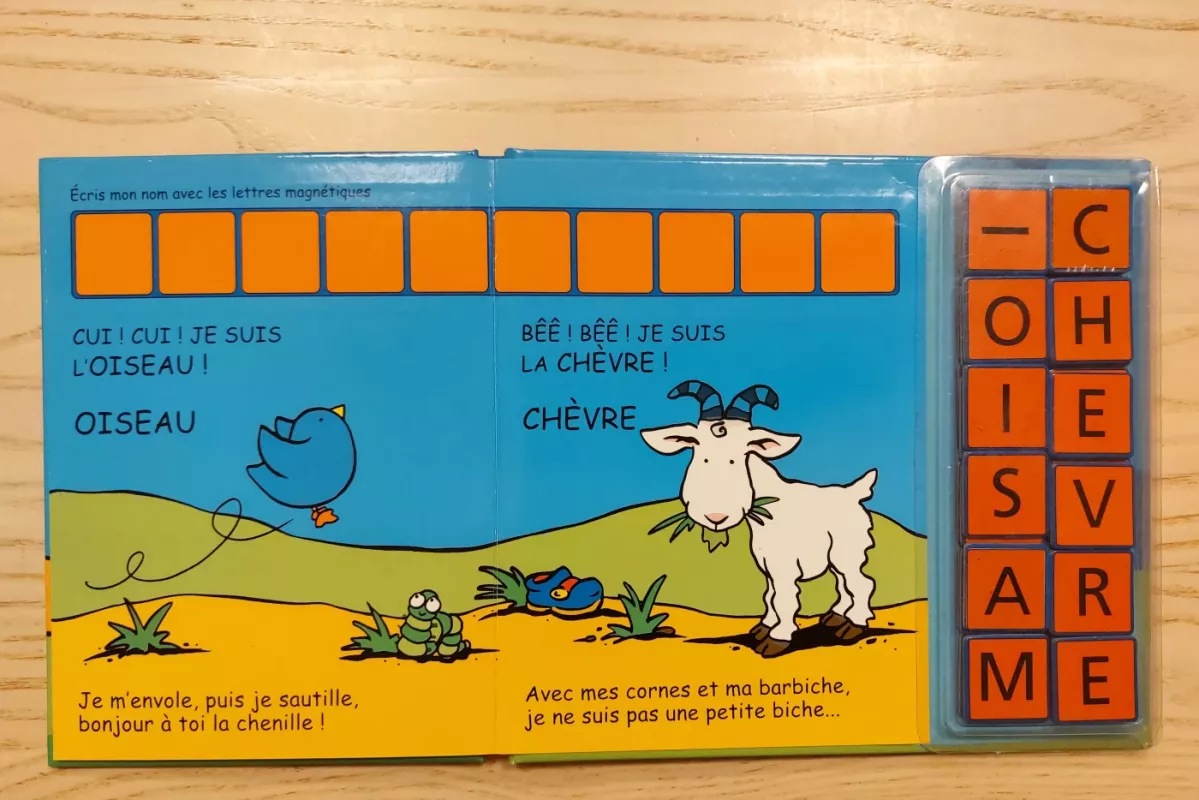 Écris mon nom avec les lettres magnétiques
CUI ! CUI ! JE SUIS
L'OISEAU !
OISEAU
Je m'envole, puis je sautille,
bonjour à toi la chenille !
BÊÊ ! BÊÊ ! JE SUIS
LA CHÈVRE !
CHÈVRE
Avec mes cornes et ma barbiche,
je ne suis pas une petite biche...
— C
O H
I E
S V
A R
M E